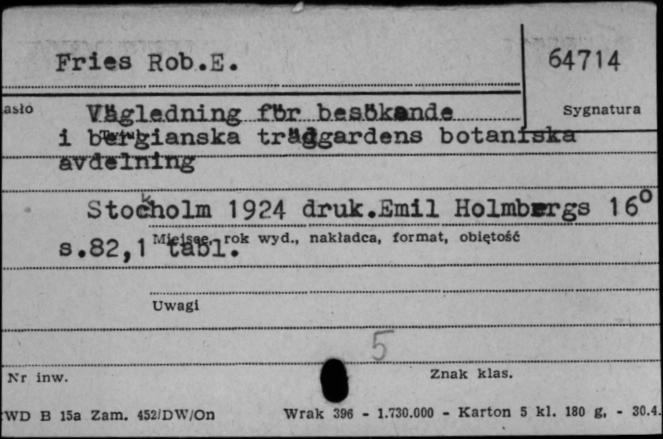 Fries Rob.E.
64714
asło
Vägledning för besökande
Sygnatura
i bergianska trädgardens botaniska
avdelning
Stockholm 1924 druk.Emil Holmbergs 16°
Miejsce, rok wyd., nakładca, format, objętość
s.82,1 tabl.
Uwagi
5
Nr inw.
Znak klas.
WD B 15a Zam. 452/DW/On Wrak 396 - 1.730.000 - Karton 5 kl. 180 g. - 30.4.